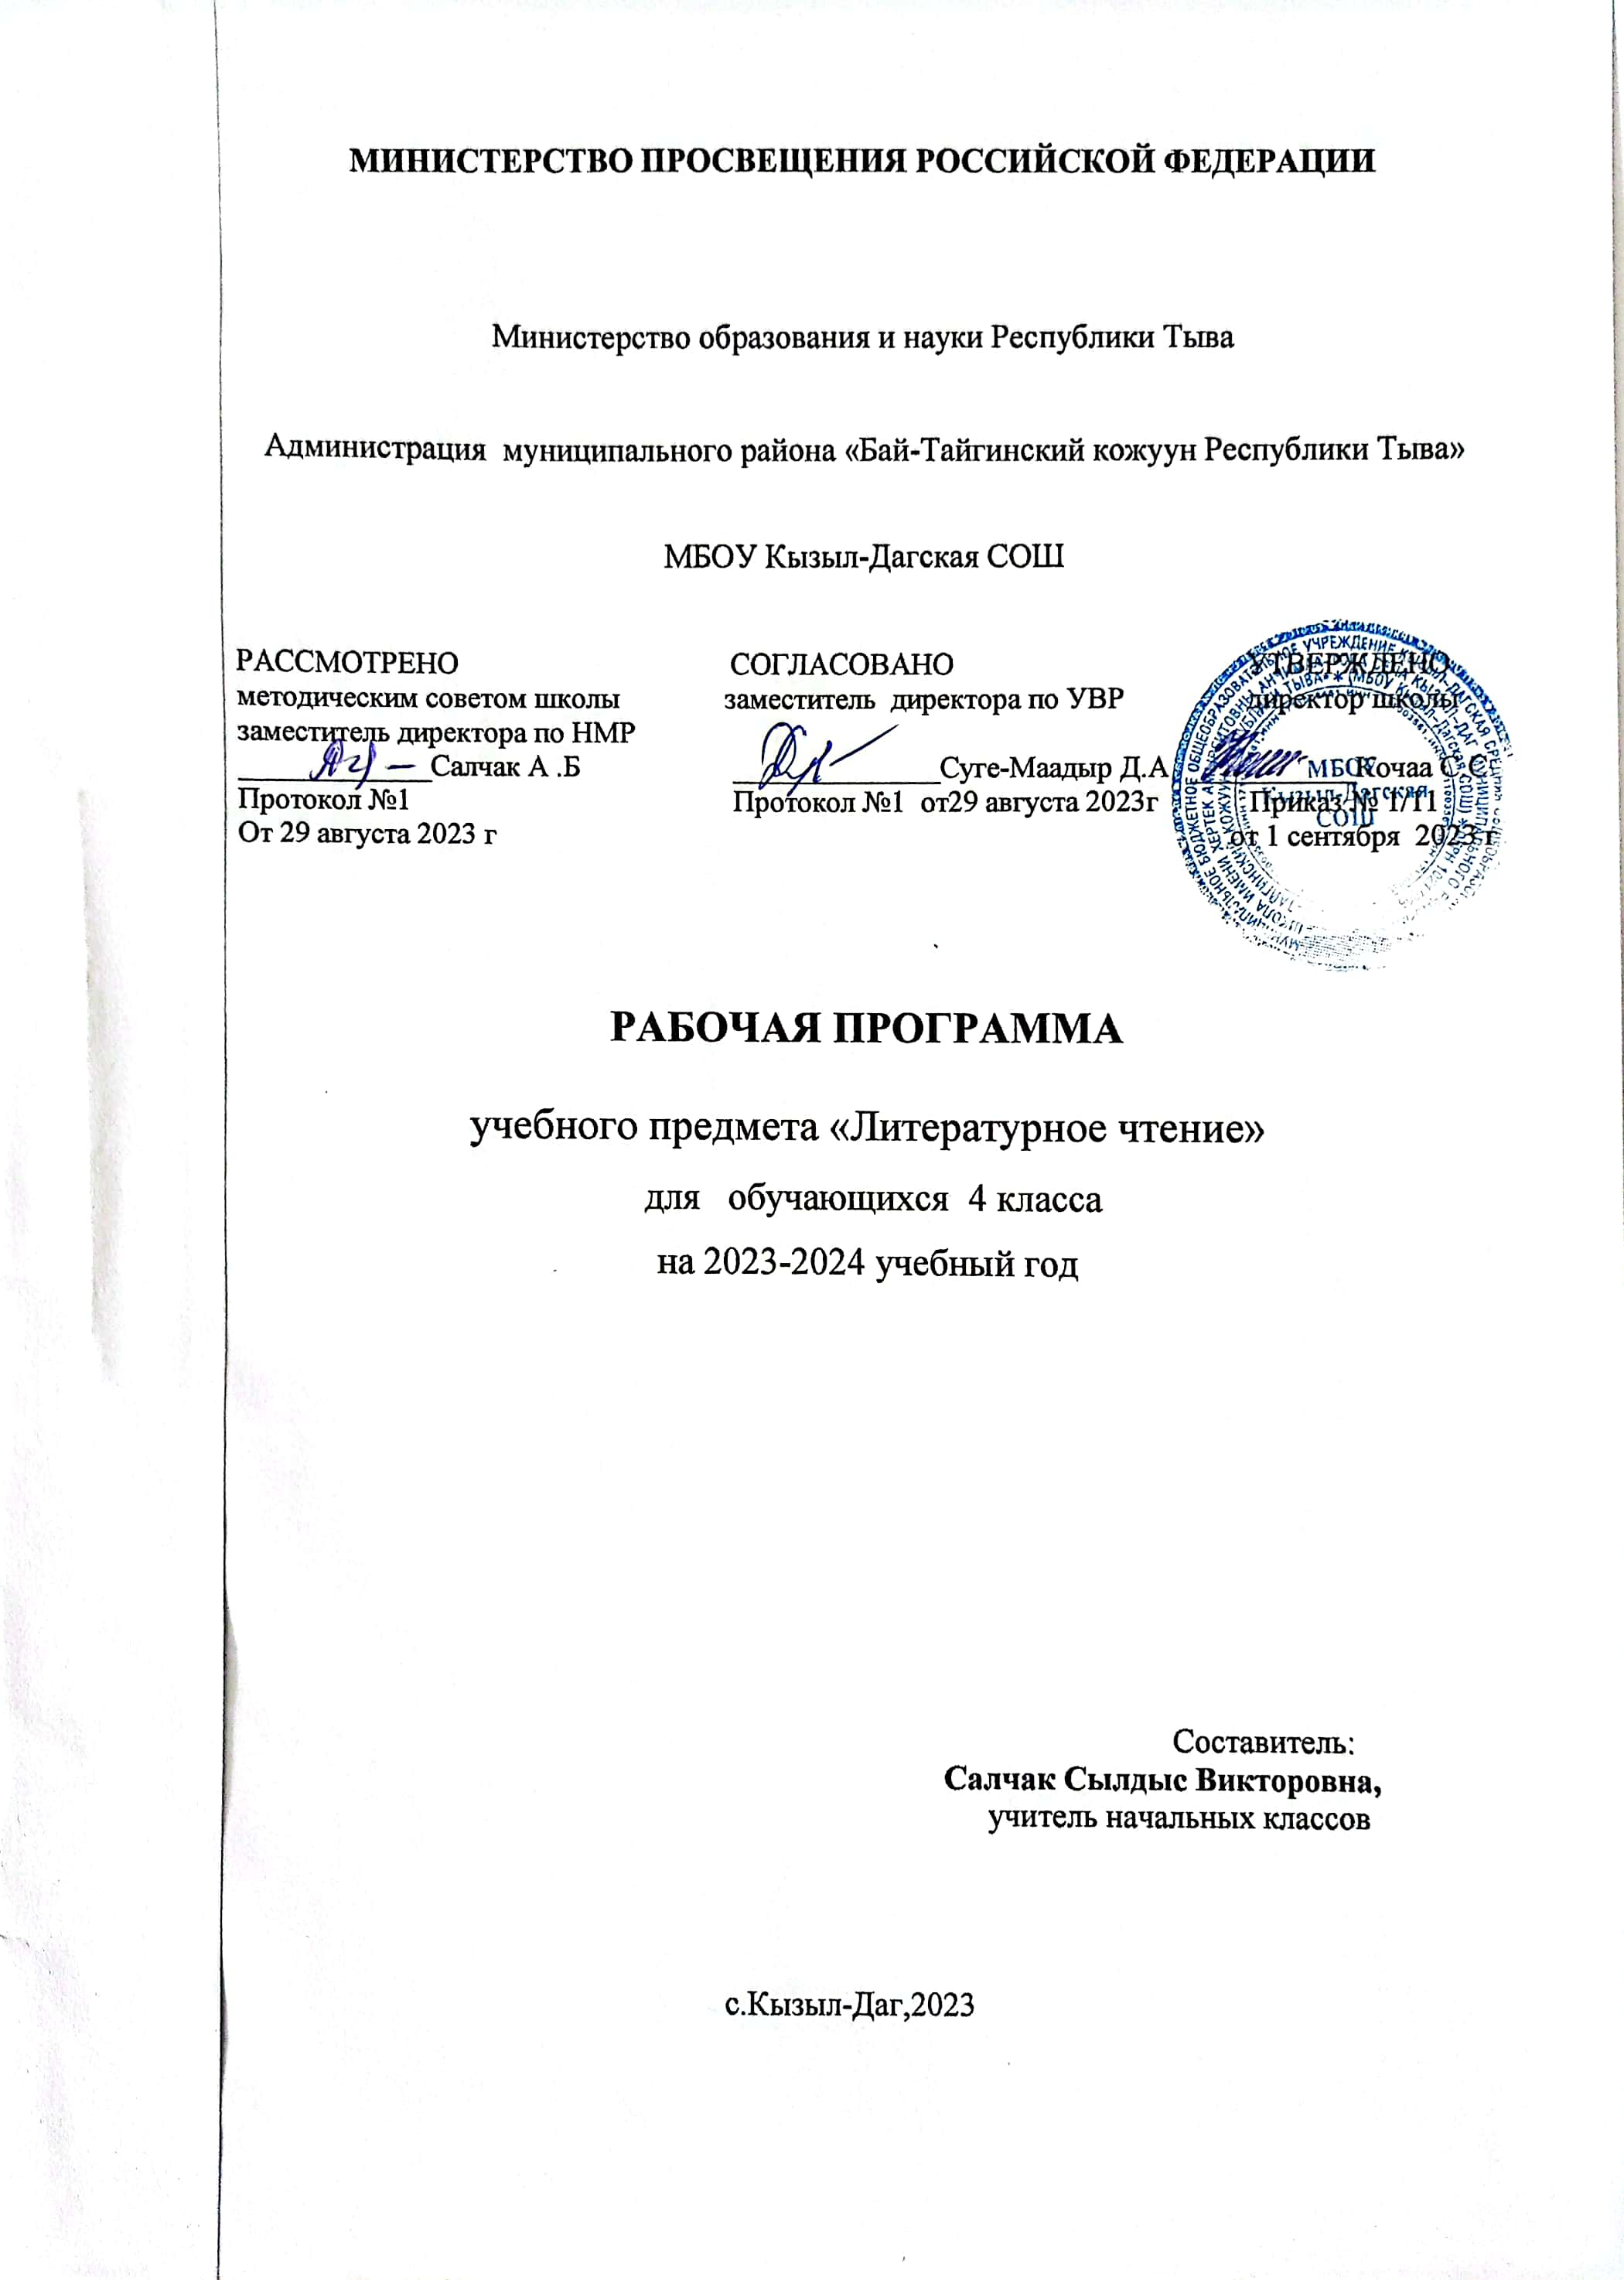 МИНИСТЕРСТВО ПРОСВЕЩЕНИЯ РОССИЙСКОЙ ФЕДЕРАЦИИ
Министерство образования и науки Республики Тыва
Администрация муниципального района «Бай-Тайгинский кожуун Республики Тыва»
МБОУ Кызыл-Дагская СОШ
РАССМОТРЕНО
методическим советом школы
заместитель директора по НМР
Салчак А .Б
Протокол №1
От 29 августа 2023 г
СОГЛАСОВАНО
заместитель директора по УВР
Суге-Маадыр Д.А
Протокол №1 от29 августа 2023г
УТВЕРЖДЕНО
директор школы
Кочаа С.С
Приказ № 1/11
от 1 сентября 2023 г
МБОУ
Кызыл-Дагская
СОШ
РАБОЧАЯ ПРОГРАММА
учебного предмета «Литературное чтение»
для обучающихся 4 класса
на 2023-2024 учебный год
Составитель:
Салчак Сылдыс Викторовна,
учитель начальных классов
с.Кызыл-Даг,2023